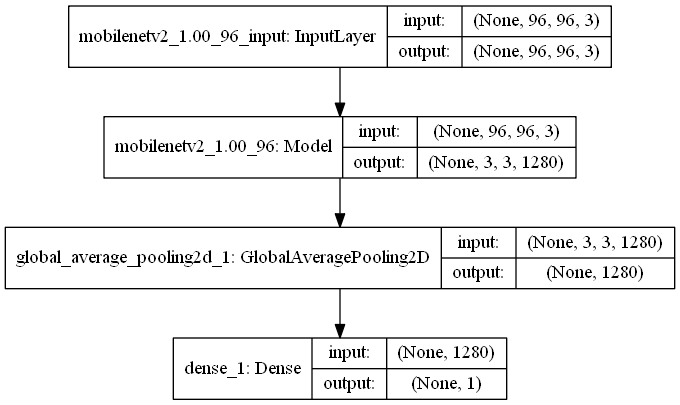 mobilenetv2_1.00_96_input: InputLayer
input:
(None, 96, 96, 3)
output:
(None, 96, 96, 3)
mobilenetv2_1.00_96: Model
input:
(None, 96, 96, 3)
output:
(None, 3, 3, 1280)
global_average_pooling2d_1: GlobalAveragePooling2D
input:
(None, 3, 3, 1280)
output:
(None, 1280)
dense_1: Dense
input:
(None, 1280)
output:
(None, 1)